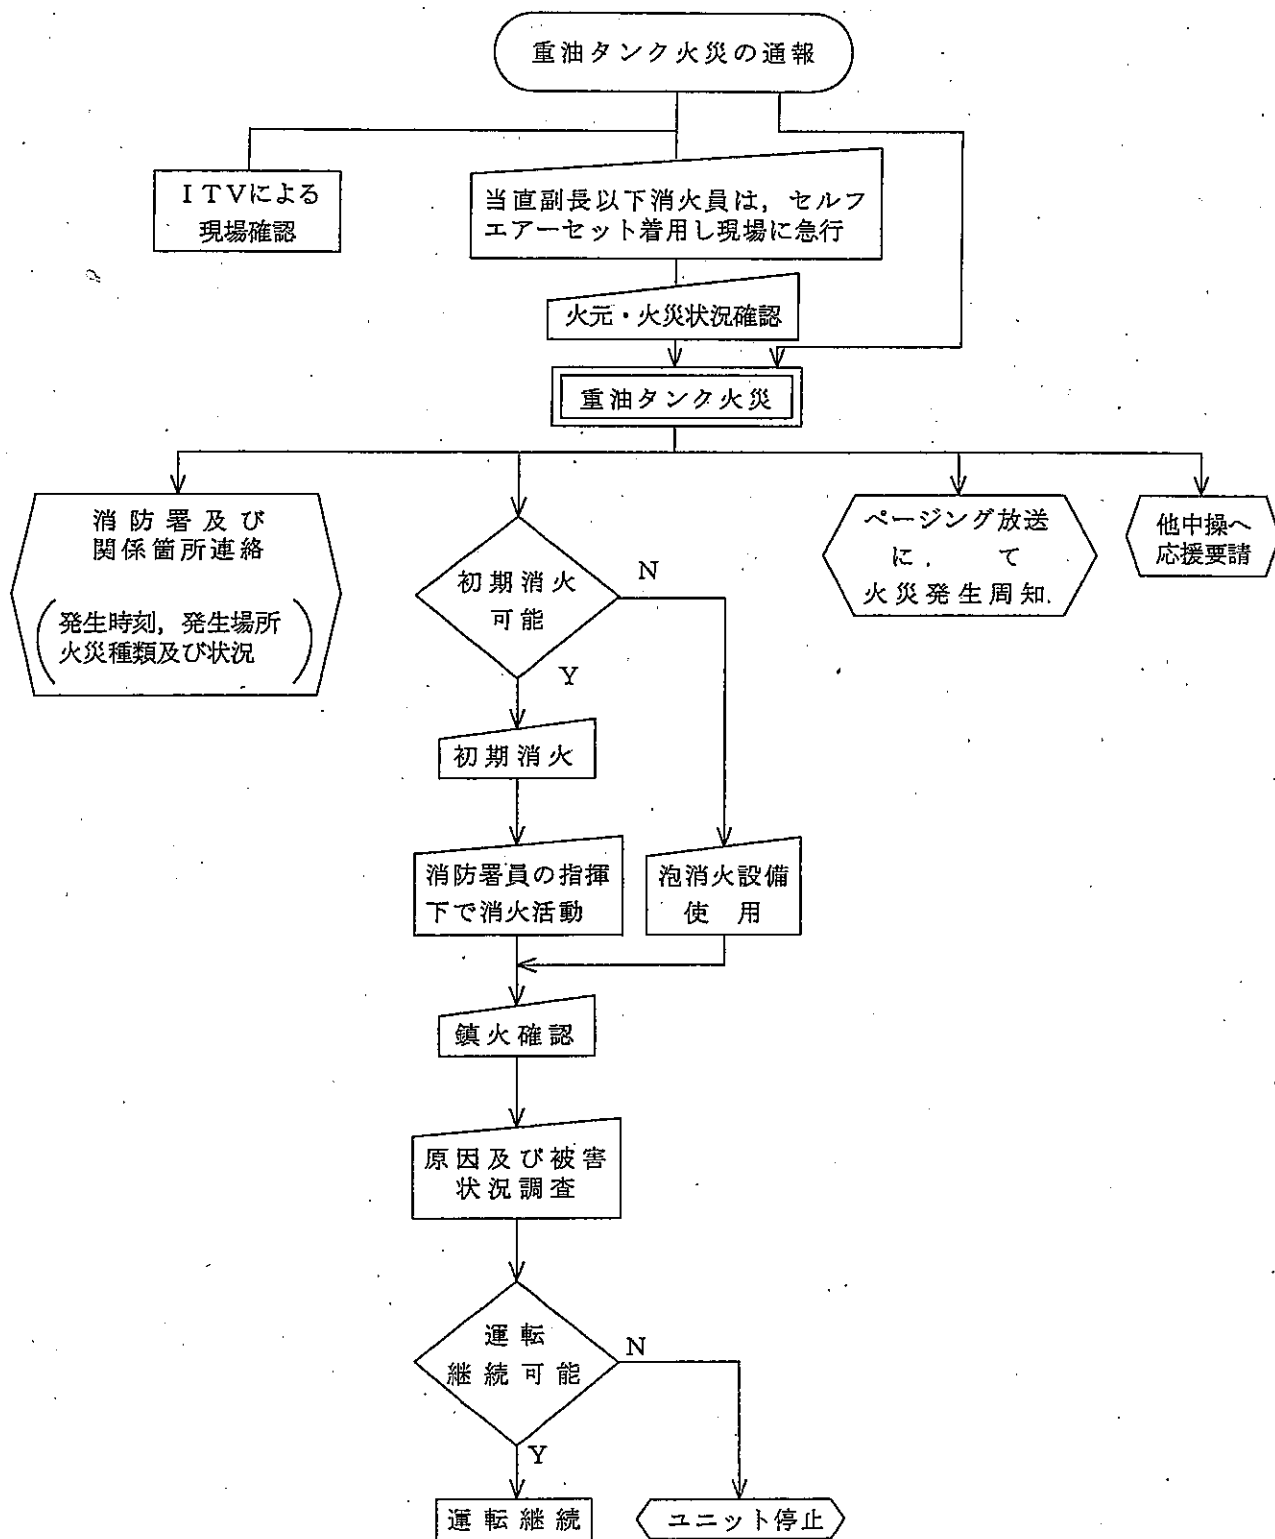 重油タンク火災の通報
ITVによる
現場確認
当直副長以下消火員は，セルフ
エアーセット着用し現場に急行
火元・火災状況確認
重油タンク火災
消防署及び
関係箇所連絡
(発生時刻，発生場所
火災種類及び状況)
初期消火
可能
N
Y
ページング放送
にて
火災発生周知
他中操へ
応援要請
初期消火
消防署員の指揮
下で消火活動
泡消火設備
使用
鎮火確認
原因及び被害
状況調査
運転
継続可能
N
Y
運転継続
ユニット停止